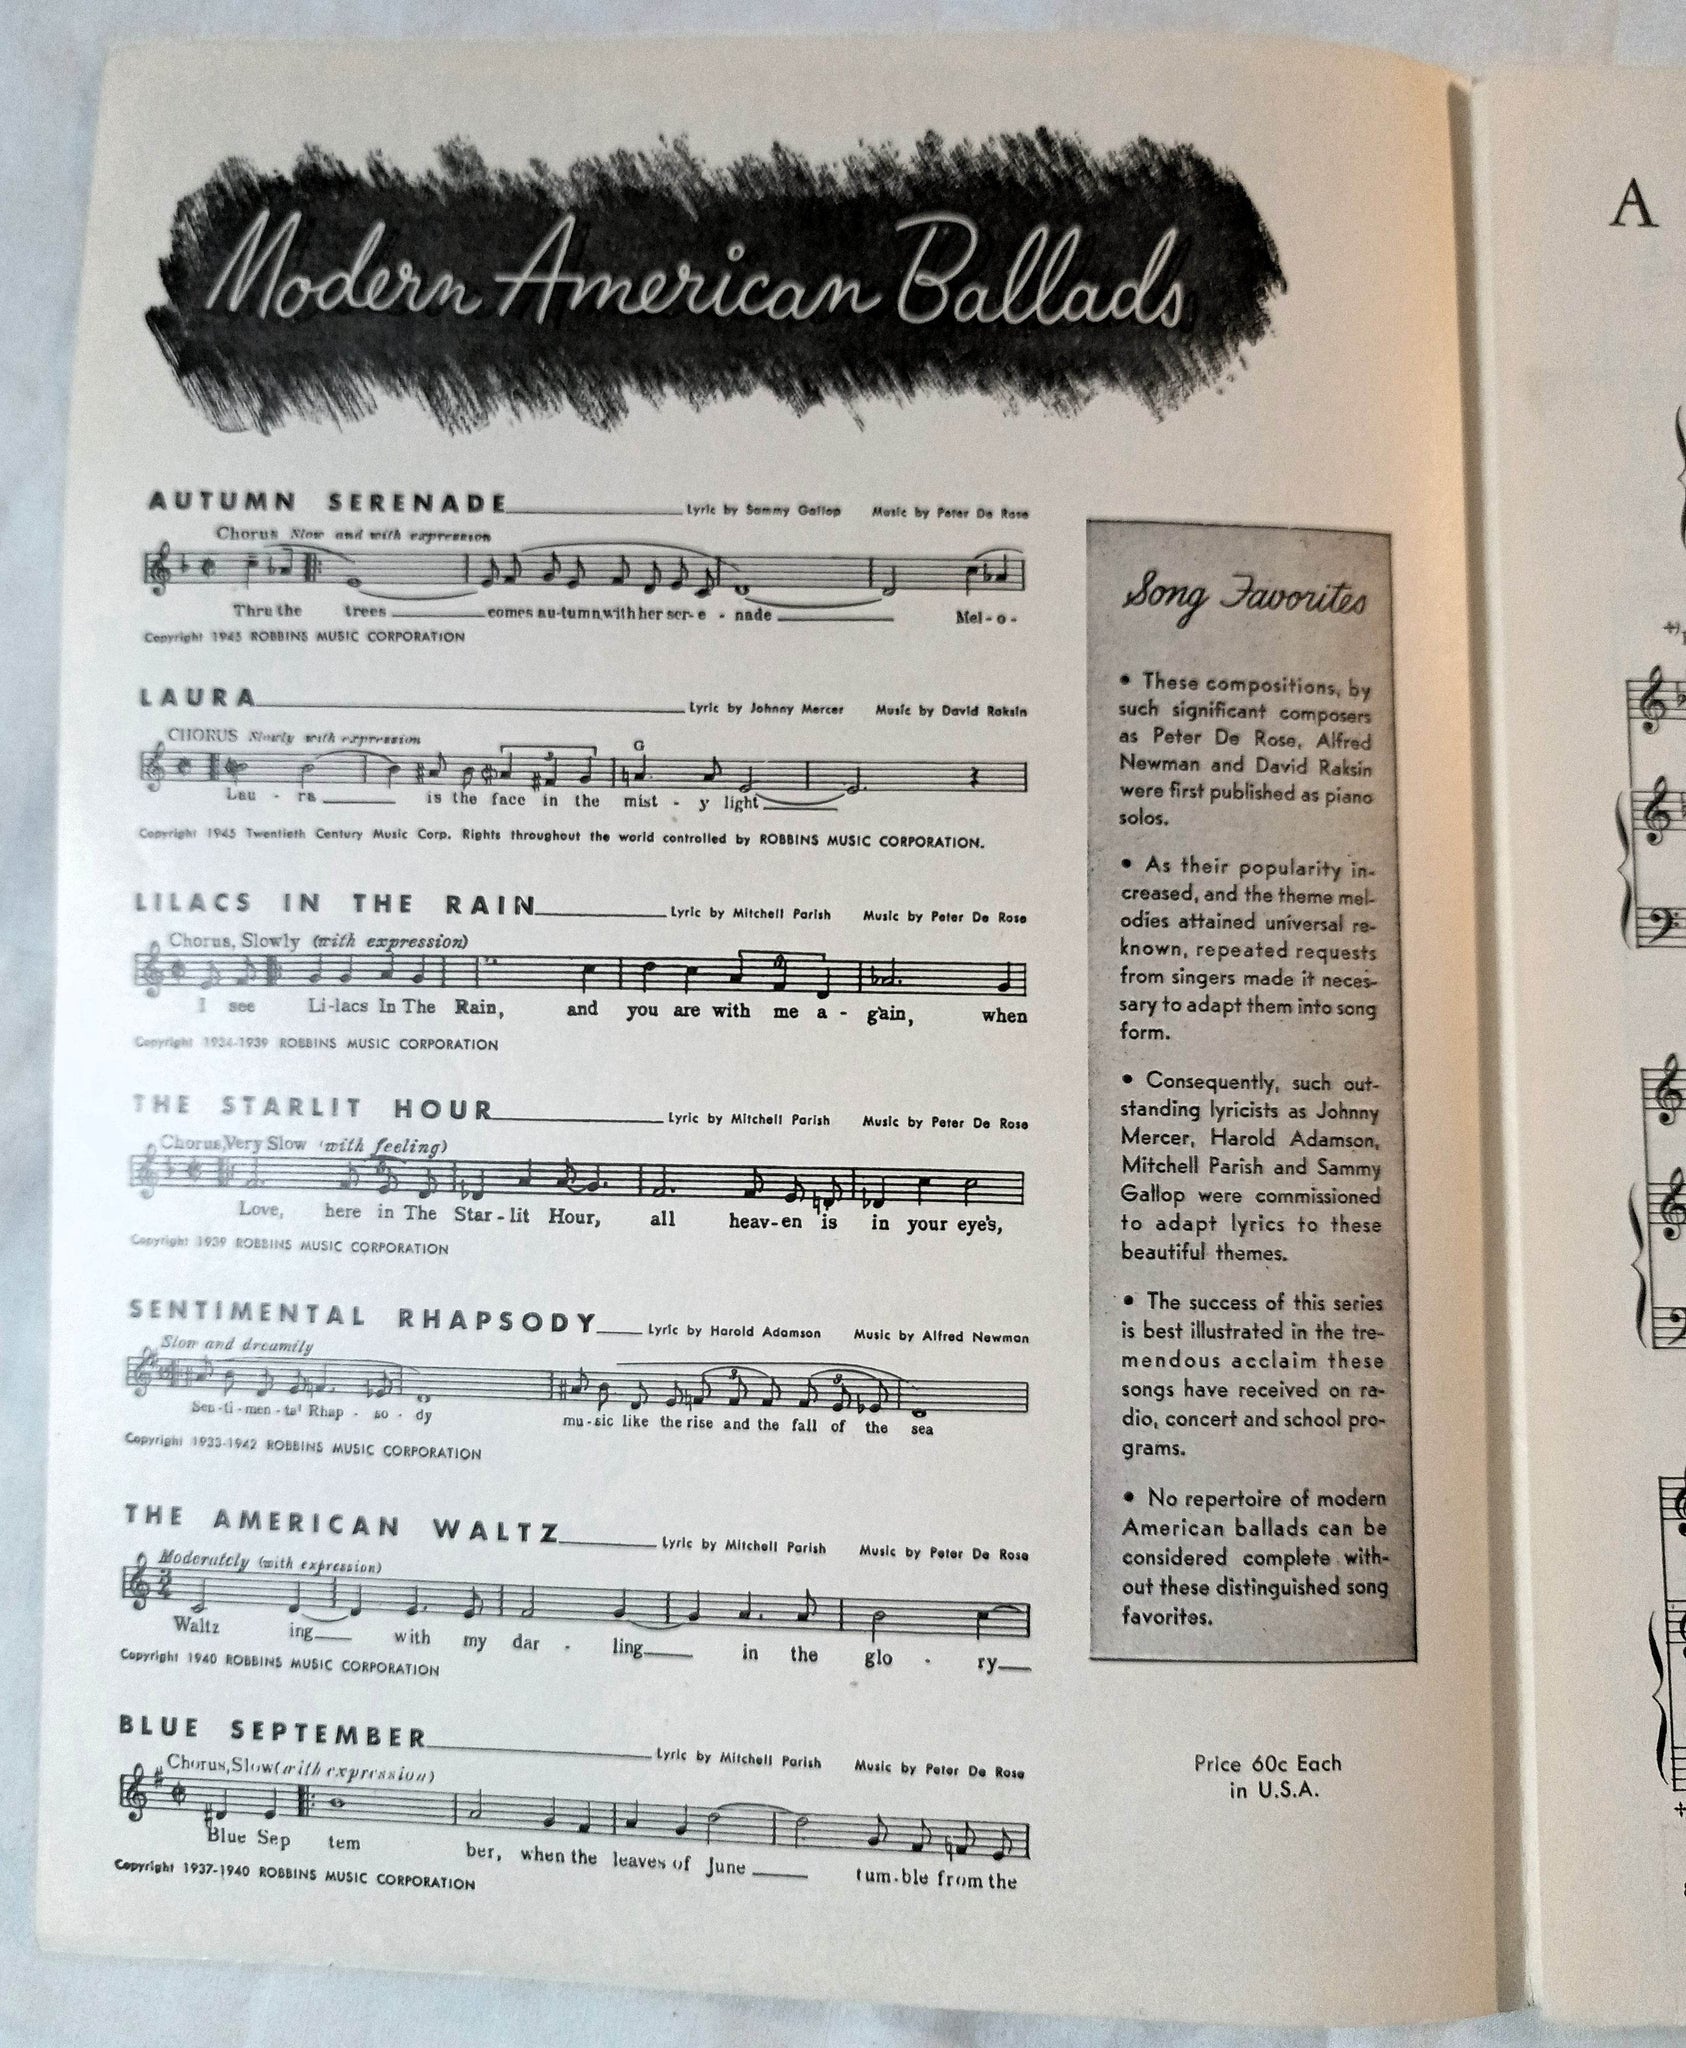 Modern American Ballads
AUTUMN SERENADE Lyric by Sammy Gallop Music by Peter De Rose
Chorus Slow and with expression
Thru the trees comes au-tumn with her ser-e - nade Mel-o-
Copyright 1945 ROBBINS MUSIC CORPORATION
LAURA Lyric by Johnny Mercer Music by David Raksin
CHORUS Slowly with expression
3 G
Lau - ra is the face in the mist - y light
Copyright 1945 Twentieth Century Music Corp. Rights throughout the world controlled by ROBBINS MUSIC CORPORATION.
LILACS IN THE RAIN Lyric by Mitchell Parish Music by Peter De Rose
Chorus, Slowly (with expression)
I see Li-lacs In The Rain, and you are with me a - gain, when
Copyright 1934-1939 ROBBINS MUSIC CORPORATION
THE STARLIT HOUR Lyric by Mitchell Parish Music by Peter De Rose
Chorus, Very Slow (with feeling)
Love, here in The Star-lit Hour, all heav-en is in your eyes,
Copyright 1939 ROBBINS MUSIC CORPORATION
SENTIMENTAL RHAPSODY Lyric by Harold Adamson Music by Alfred Newman
Slow and dreamily
3 3
Sen-ti-men-tal Rhap - so - dy mu-sic like the rise and the fall of the sea
Copyright 1933-1942 ROBBINS MUSIC CORPORATION
THE AMERICAN WALTZ Lyric by Mitchell Parish Music by Peter De Rose
Moderately (with expression)
3
4
Waltz ing with my dar - ling in the glo - ry
Copyright 1940 ROBBINS MUSIC CORPORATION
BLUE SEPTEMBER Lyric by Mitchell Parish Music by Peter De Rose
Chorus, Slow (with expression)
Blue Sep tem ber, when the leaves of June tum-ble from the
Copyright 1937-1940 ROBBINS MUSIC CORPORATION
Song Favorites
• These compositions, by
such significant composers
as Peter De Rose, Alfred
Newman and David Raksin
were first published as piano
solos.
• As their popularity in-
creased, and the theme mel-
odies attained universal re-
known, repeated requests
from singers made it neces-
sary to adapt them into song
form.
• Consequently, such out-
standing lyricists as Johnny
Mercer, Harold Adamson,
Mitchell Parish and Sammy
Gallop were commissioned
to adapt lyrics to these
beautiful themes.
• The success of this series
is best illustrated in the tre-
mendous acclaim these
songs have received on ra-
dio, concert and school pro-
grams.
• No repertoire of modern
American ballads can be
considered complete with-
out these distinguished song
favorites.
Price 60c Each
in U.S.A.
A